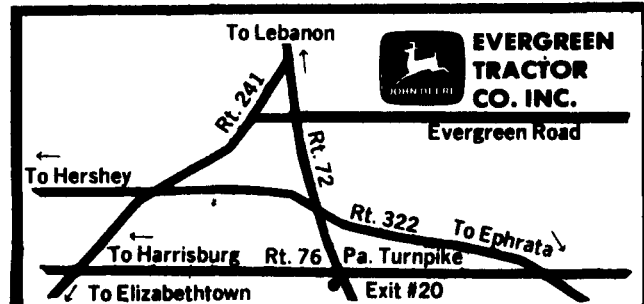 To Lebanon
EVERGREEN
TRACTOR
CO. INC.
JOHN DEERE
Rt. 241
Evergreen Road
Rt. 72
To Hershey
Rt. 322
To Ephrata
To Harrisburg
Rt. 76
Pa. Turnpike
To Elizabethtown
Exit #20